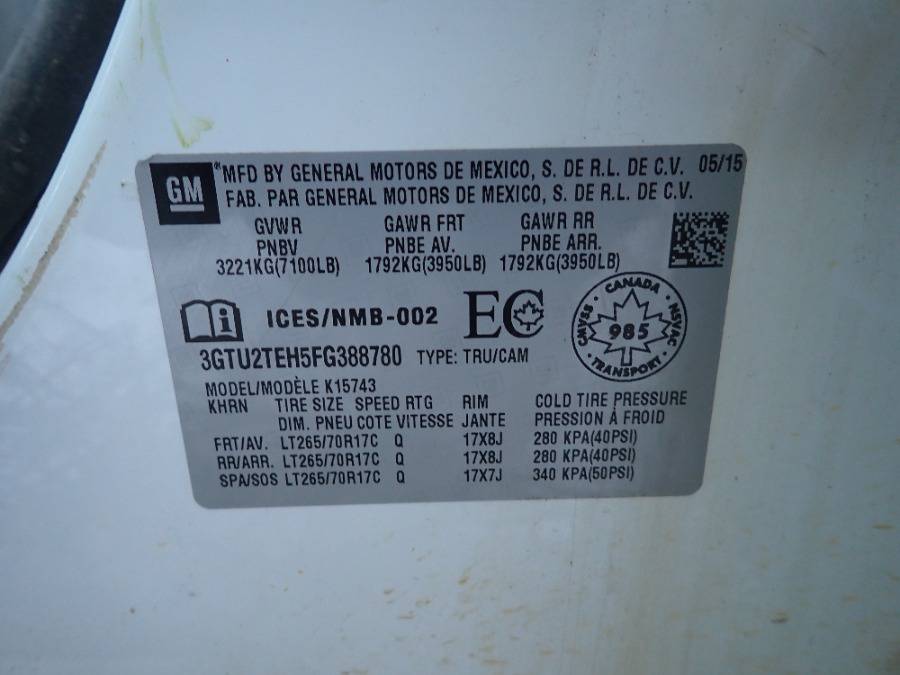 GM
MFD BY GENERAL MOTORS DE MEXICO, S. DE R.L. DE C.V. 05/15
FAB. PAR GENERAL MOTORS DE MEXICO, S. DE R.L. DE C.V.
GVWR GAWR FRT GAWR RR
PNBV PNBE AV. PNBE ARR.
3221KG(7100LB) 1792KG(3950LB) 1792KG(3950LB)
i ICES/NMB-002 EC
CANADA
CMVSS 985 NSVAC
TRANSPORT
3GTU2TEH5FG388780 TYPE: TRU/CAM
MODEL/MODÈLE K15743
KHRN TIRE SIZE SPEED RTG RIM COLD TIRE PRESSURE
DIM. PNEU COTE VITESSE JANTE PRESSION À FROID
FRT/AV. LT265/70R17C Q 17X8J 280 KPA(40PSI)
RR/ARR. LT265/70R17C Q 17X8J 280 KPA(40PSI)
SPA/SOS LT265/70R17C Q 17X7J 340 KPA(50PSI)